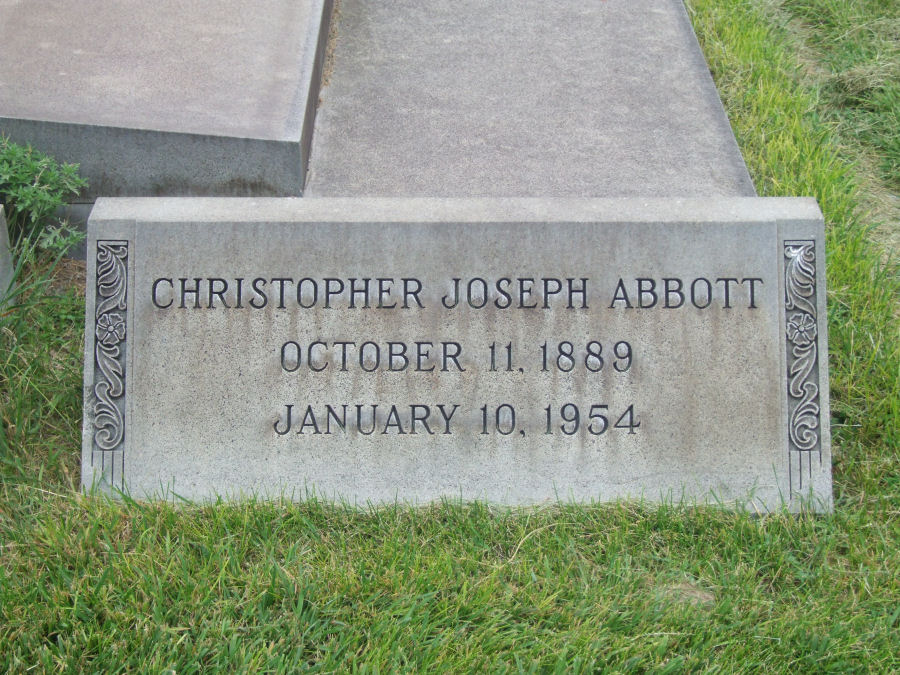 CHRISTOPHER JOSEPH ABBOTT
OCTOBER 11, 1889
JANUARY 10, 1954